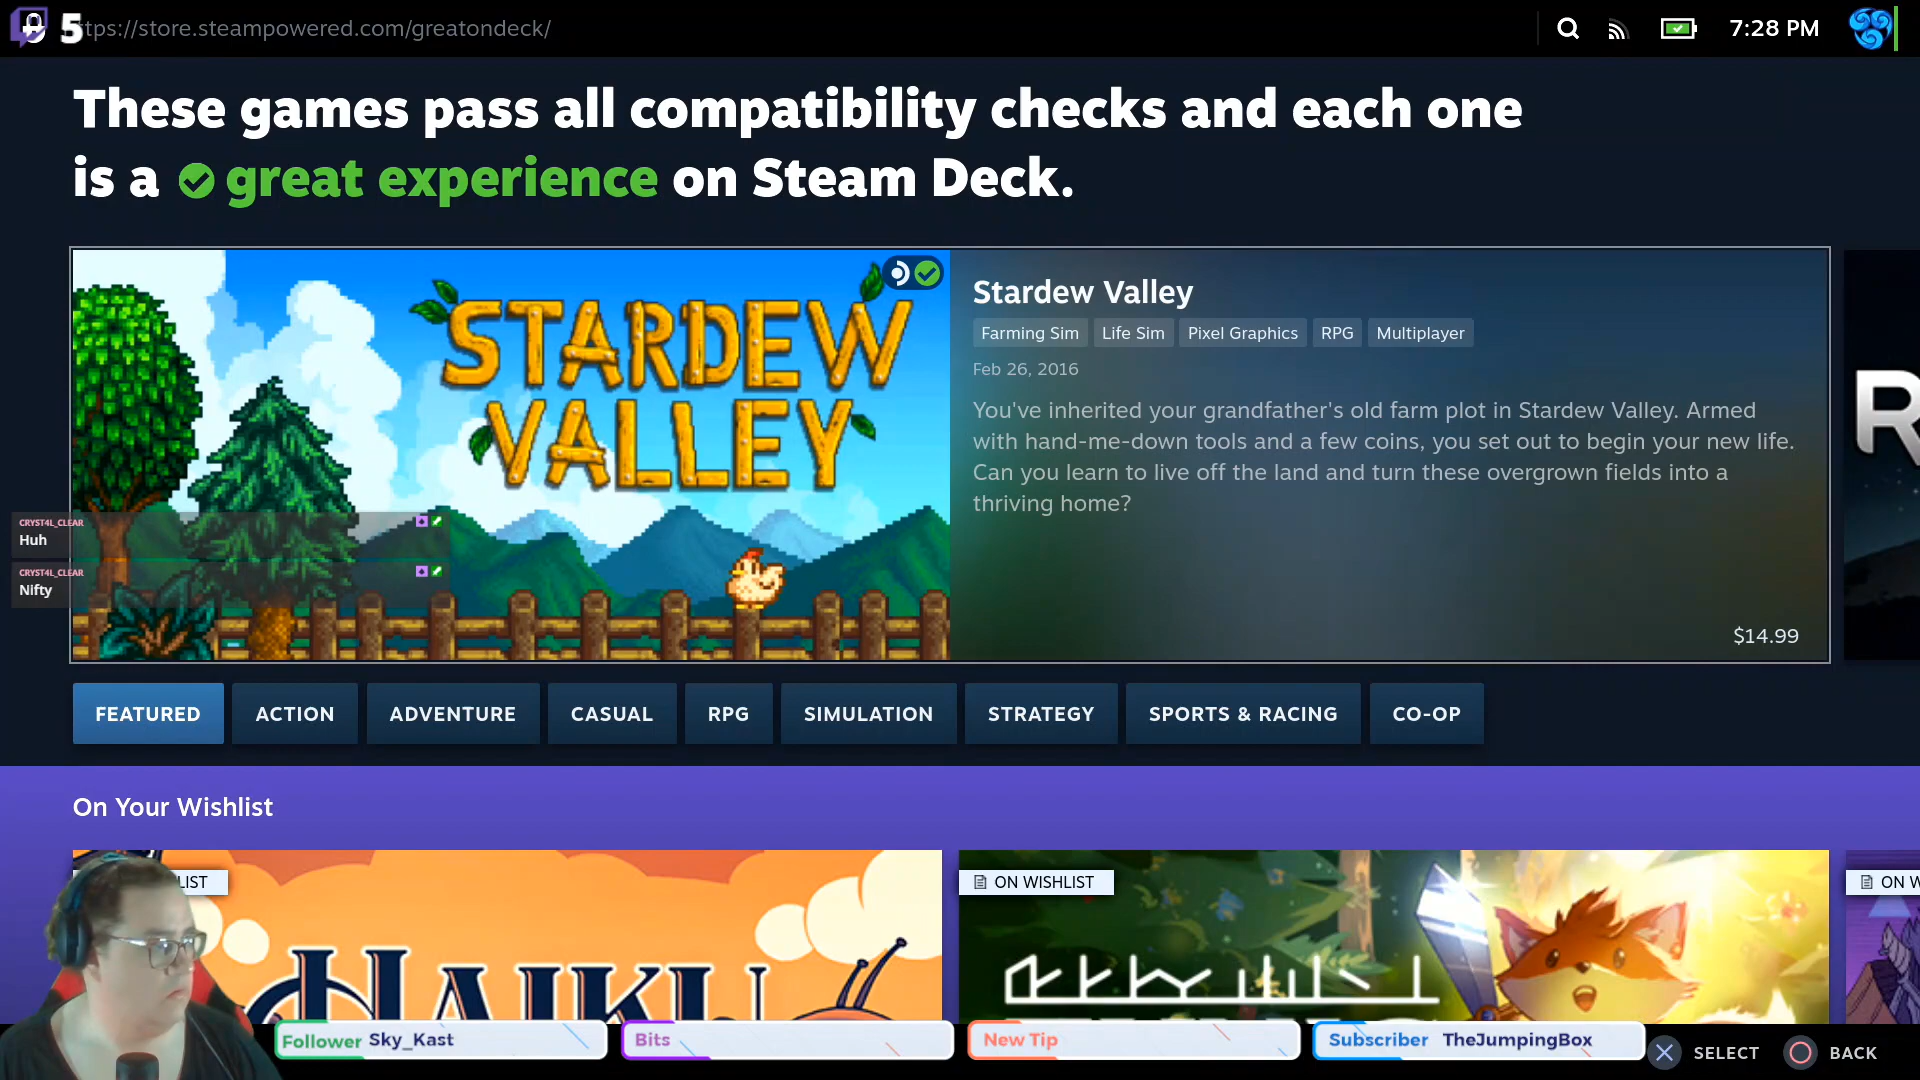 5
ttps://store.steampowered.com/greatondeck/
7:28 PM
These games pass all compatibility checks and each one
is a great experience on Steam Deck.
STARDEW
VALLEY
Stardew Valley
Farming Sim
Life Sim
Pixel Graphics
RPG
Multiplayer
Feb 26, 2016
You've inherited your grandfather's old farm plot in Stardew Valley. Armed
with hand-me-down tools and a few coins, you set out to begin your new life.
Can you learn to live off the land and turn these overgrown fields into a
thriving home?
$14.99
R
CRYST4L_CLEAR
Huh
CRYST4L_CLEAR
Nifty
FEATURED
ACTION
ADVENTURE
CASUAL
RPG
SIMULATION
STRATEGY
SPORTS & RACING
CO-OP
On Your Wishlist
LIST
ON WISHLIST
ON W
HAIKU
Follower Sky_Kast
Bits
New Tip
Subscriber TheJumpingBox
SELECT
BACK